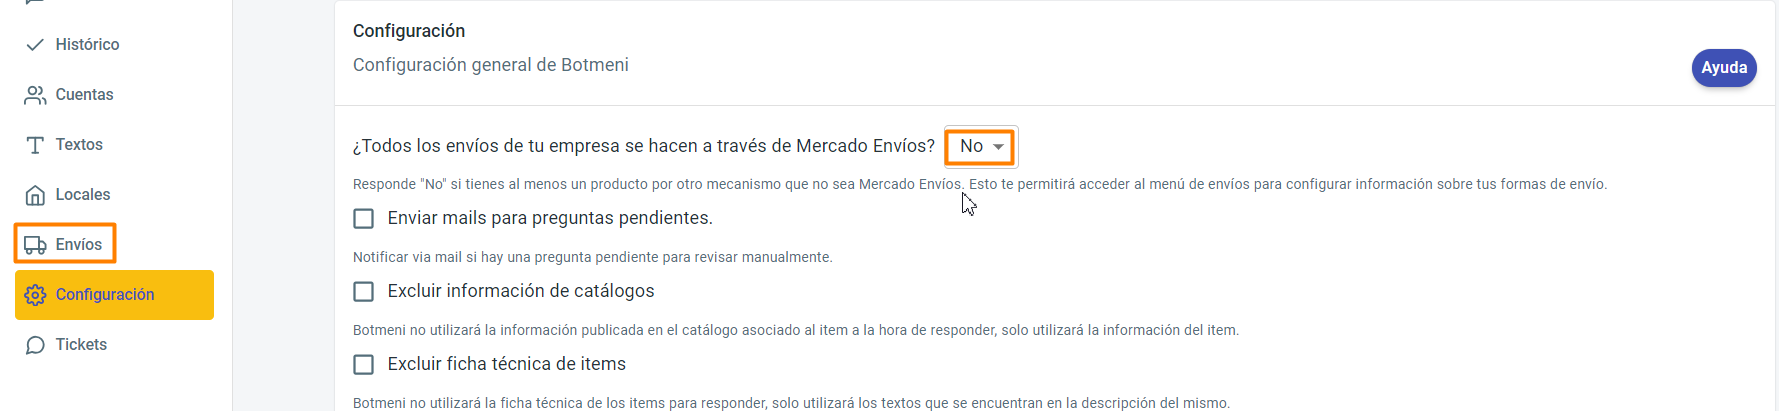 Histórico
Cuentas
Textos
Locales
Envíos
Configuración
Tickets
Configuración
Configuración general de Botmeni
Ayuda
¿Todos los envíos de tu empresa se hacen a través de Mercado Envíos? No
Responde "No" si tienes al menos un producto por otro mecanismo que no sea Mercado Envíos. Esto te permitirá acceder al menú de envíos para configurar información sobre tus formas de envío.
Enviar mails para preguntas pendientes.
Notificar via mail si hay una pregunta pendiente para revisar manualmente.
Excluir información de catálogos
Botmeni no utilizará la información publicada en el catálogo asociado al item a la hora de responder, solo utilizará la información del item.
Excluir ficha técnica de items
Botmeni no utilizará la ficha técnica de los items para responder, solo utilizará los textos que se encuentran en la descripción del mismo.